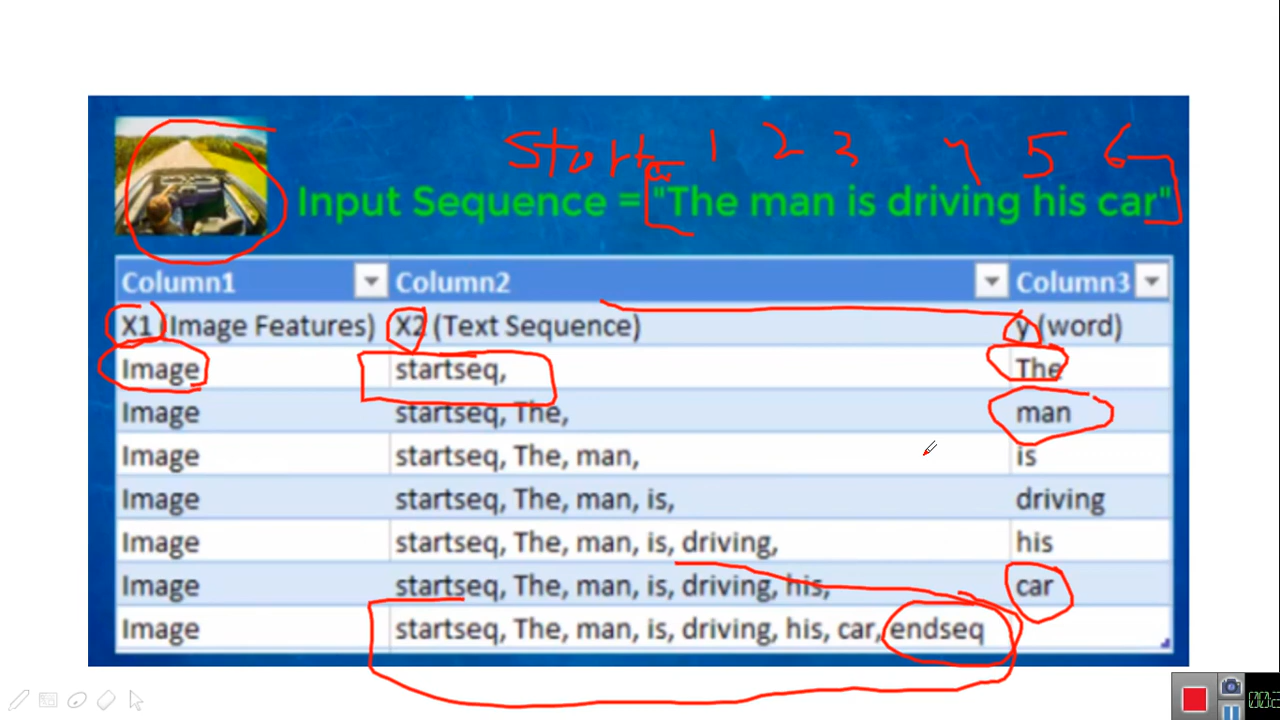 Start 1 2 3 4 5 6
Input Sequence = "The man is driving his car"
Column1 Column2 Column3
X1 (Image Features) X2 (Text Sequence) y (word)
Image startseq, The
Image startseq, The, man
Image startseq, The, man, is
Image startseq, The, man, is, driving
Image startseq, The, man, is, driving, his
Image startseq, The, man, is, driving, his, car
Image startseq, The, man, is, driving, his, car, endseq